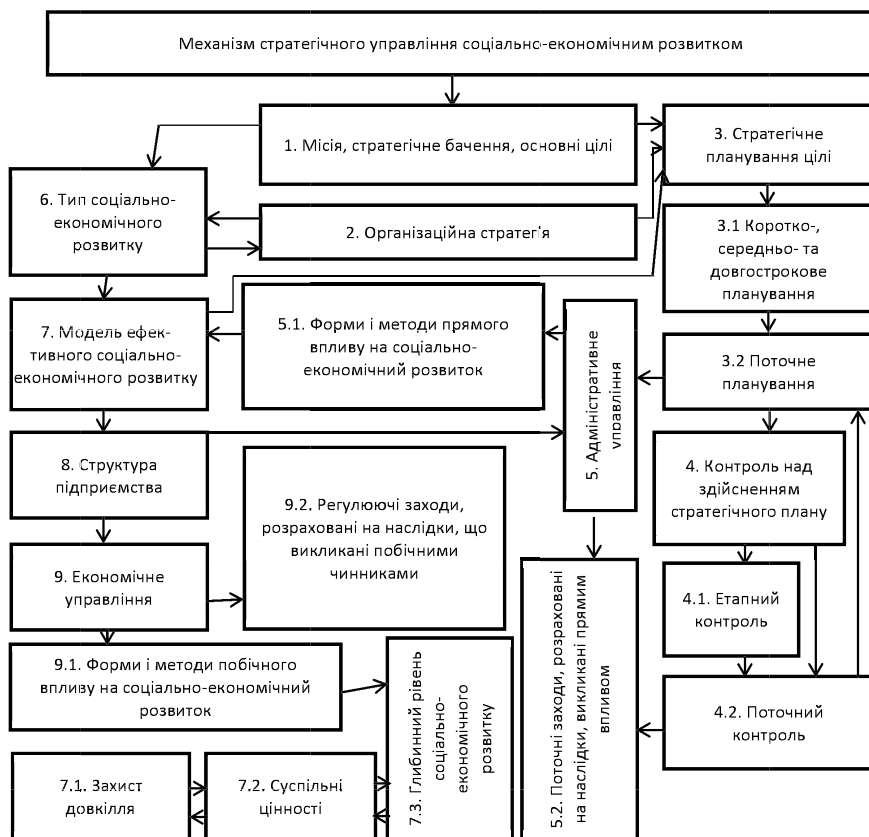 Механізм стратегічного управління соціально-економічним розвитком
1. Місія, стратегічне бачення, основні цілі
3. Стратегічне
планування цілі
6. Тип соціально-
економічного
розвитку
2. Організаційна стратег'я
3.1 Коротко-,
середньо- та
довгострокове
планування
7. Модель ефек-
тивного соціально-
економічного розвитку
5.1. Форми і методи прямого
впливу на соціально-
економічний розвиток
5. Адміністративне
управління
3.2 Поточне
планування
8. Структура
підприємства
9.2. Регулюючі заходи,
розраховані на наслідки, що
викликані побічними
чинниками
4. Контроль над
здійсненням
стратегічного плану
9. Економічне
управління
4.1. Етапний
контроль
5.2. Поточні заходи, розраховані
на наслідки, викликані прямим
впливом
9.1. Форми і методи побічного
впливу на соціально-економічний
розвиток
7.3. Глибинний рівень
соціально-
економічного
розвитку
4.2. Поточний
контроль
7.1. Захист
довкілля
7.2. Суспільні
цінності